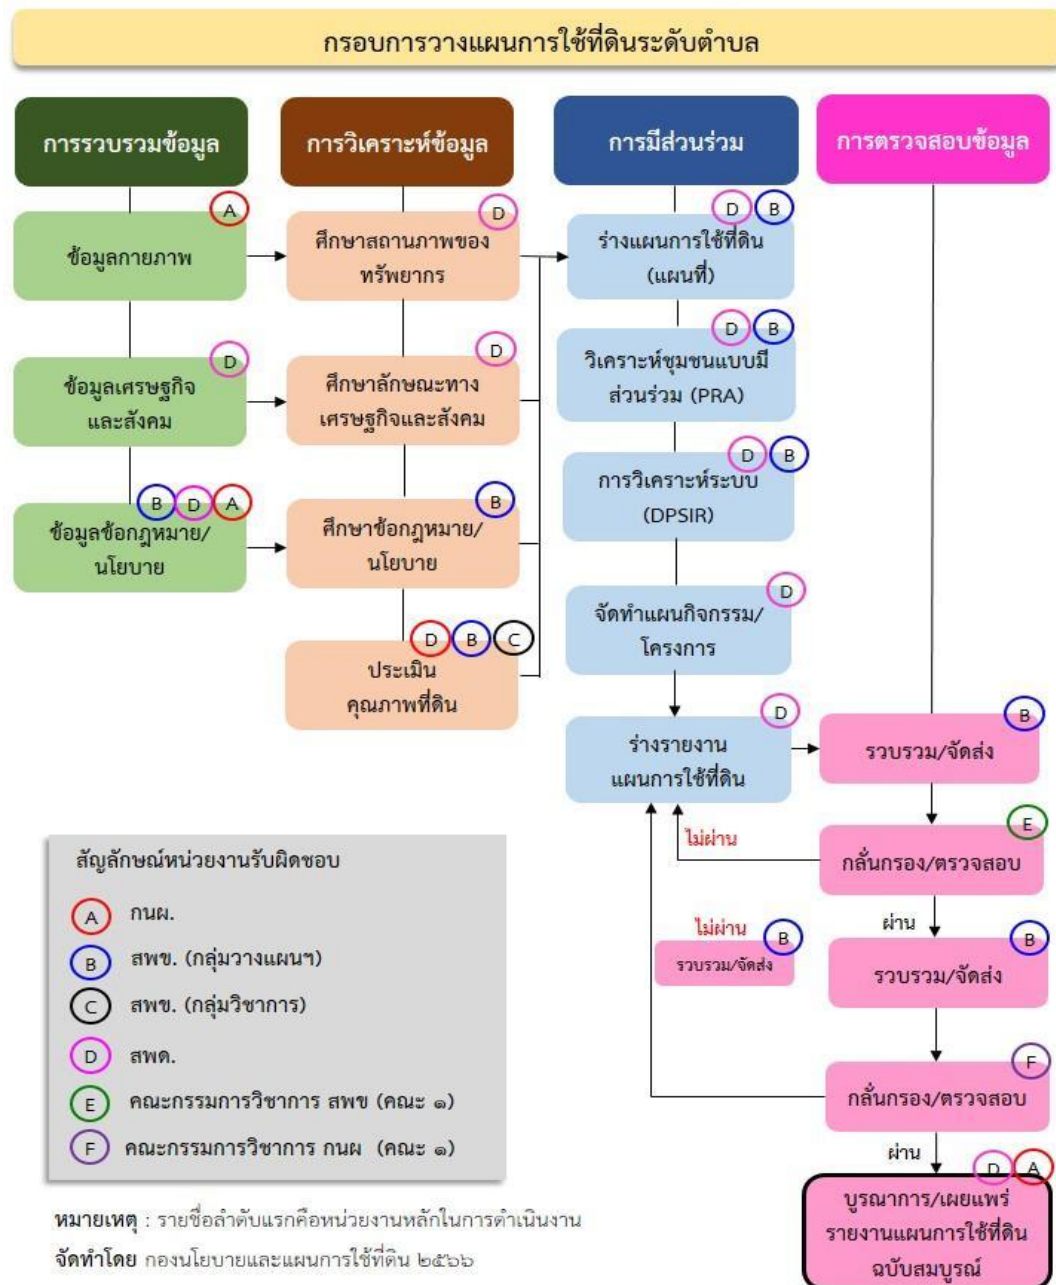 กรอบการวางแผนการใช้ที่ดินระดับตำบล
การรวบรวมข้อมูล
A
ข้อมูลกายภาพ
D
ข้อมูลเศรษฐกิจ
และสังคม
B D A
ข้อมูลข้อกฎหมาย/
นโยบาย
การวิเคราะห์ข้อมูล
D
ศึกษาสถานภาพของ
ทรัพยากร
D
ศึกษาลักษณะทาง
เศรษฐกิจและสังคม
B
ศึกษาข้อกฎหมาย/
นโยบาย
D B C
ประเมิน
คุณภาพที่ดิน
การมีส่วนร่วม
D B
ร่างแผนการใช้ที่ดิน
(แผนที่)
D B
วิเคราะห์ชุมชนแบบมี
ส่วนร่วม (PRA)
D B
การวิเคราะห์ระบบ
(DPSIR)
D
จัดทำแผนกิจกรรม/
โครงการ
D
ร่างรายงาน
แผนการใช้ที่ดิน
การตรวจสอบข้อมูล
B
รวบรวม/จัดส่ง
E
กลั่นกรอง/ตรวจสอบ
ไม่ผ่าน
ผ่าน
B
รวบรวม/จัดส่ง
ไม่ผ่าน
B
รวบรวม/จัดส่ง
F
กลั่นกรอง/ตรวจสอบ
ผ่าน
D A
บูรณาการ/เผยแพร่
รายงานแผนการใช้ที่ดิน
ฉบับสมบูรณ์
สัญลักษณ์หน่วยงานรับผิดชอบ
A กนผ.
B สพข. (กลุ่มวางแผนฯ)
C สพข. (กลุ่มวิชาการ)
D สพด.
E คณะกรรมการวิชาการ สพข (คณะ ๑)
F คณะกรรมการวิชาการ กนผ (คณะ ๑)
หมายเหตุ : รายชื่อลำดับแรกคือหน่วยงานหลักในการดำเนินงาน
จัดทำโดย กองนโยบายและแผนการใช้ที่ดิน ๒๕๖๖